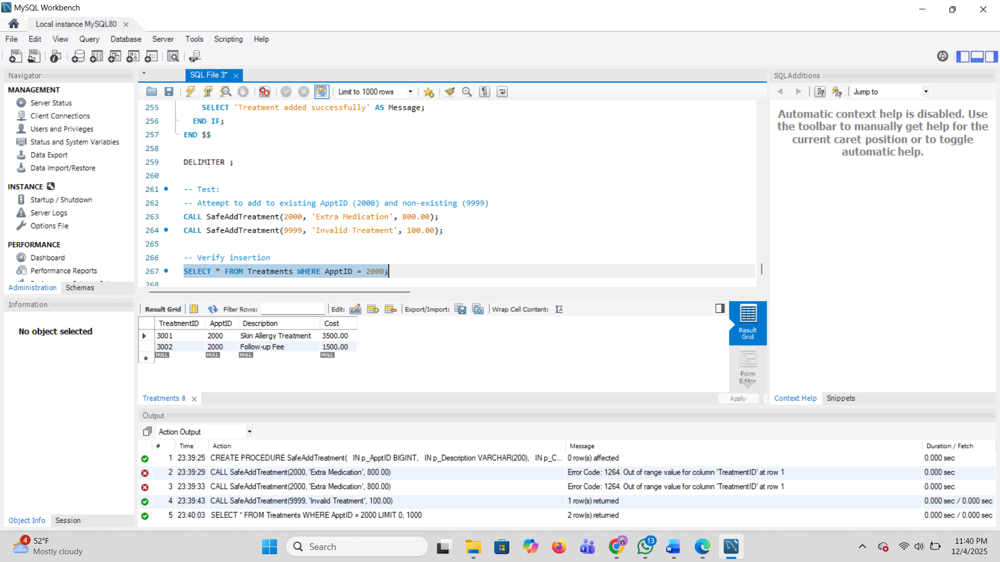 MySQL Workbench
Local instance MySQL80
File Edit View Query Database Server Tools Scripting Help
Navigator
MANAGEMENT
Server Status
Client Connections
Users and Privileges
Status and System Variables
Data Export
Data Import/Restore
INSTANCE
Startup / Shutdown
Server Logs
Options File
PERFORMANCE
Dashboard
Performance Reports
Administration Schemas
Information
No object selected
Object Info Session
* SQL File 3*
Limit to 1000 rows
255 SELECT 'Treatment added successfully' AS Message;
256 END IF;
257 END $$
258
259 DELIMITER ;
260
261 -- Test:
262 -- Attempt to add to existing ApptID (2000) and non-existing (9999)
263 CALL SafeAddTreatment(2000, 'Extra Medication', 800.00);
264 CALL SafeAddTreatment(9999, 'Invalid Treatment', 100.00);
265
266 -- Verify insertion
267 SELECT * FROM Treatments WHERE ApptID = 2000;
268
Result Grid Filter Rows: Edit: Export/Import: Wrap Cell Content:
TreatmentID ApptID Description Cost
3001 2000 Skin Allergy Treatment 3500.00
3002 2000 Follow-up Fee 1500.00
NULL NULL NULL NULL
Result Grid
Form Editor
Treatments 8
Apply
SQLAdditions
Jump to
Automatic context help is disabled. Use
the toolbar to manually get help for the
current caret position or to toggle
automatic help.
Context Help Snippets
Output
Action Output
# Time Action Message Duration / Fetch
1 23:39:25 CREATE PROCEDURE SafeAddTreatment( IN p_ApptID BIGINT, IN p_Description VARCHAR(200), IN p_C... 0 row(s) affected 0.000 sec
2 23:39:29 CALL SafeAddTreatment(2000, 'Extra Medication', 800.00) Error Code: 1264. Out of range value for column 'TreatmentID' at row 1 0.000 sec
3 23:39:33 CALL SafeAddTreatment(2000, 'Extra Medication', 800.00) Error Code: 1264. Out of range value for column 'TreatmentID' at row 1 0.000 sec
4 23:39:43 CALL SafeAddTreatment(9999, 'Invalid Treatment', 100.00) 1 row(s) returned 0.000 sec / 0.000 sec
5 23:40:03 SELECT * FROM Treatments WHERE ApptID = 2000 LIMIT 0, 1000 2 row(s) returned 0.000 sec / 0.000 sec
4
52°F
Mostly cloudy
Search
13
11:40 PM
12/4/2025